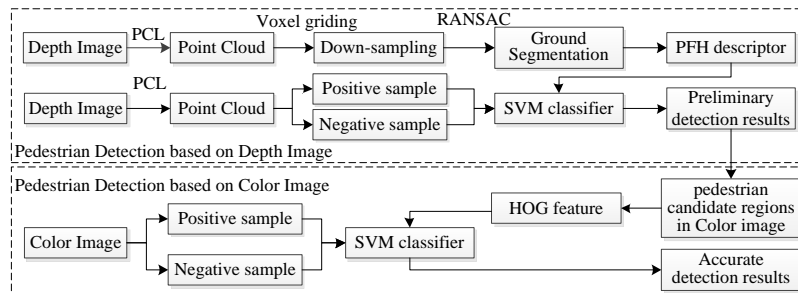 Voxel griding
RANSAC
PCL
Depth Image
Point Cloud
Down-sampling
Ground
Segmentation
PFH descriptor
PCL
Depth Image
Point Cloud
Positive sample
Negative sample
SVM classifier
Preliminary
detection results
Pedestrian Detection based on Depth Image
Pedestrian Detection based on Color Image
Color Image
Positive sample
Negative sample
SVM classifier
HOG feature
pedestrian
candidate regions
in Color image
Accurate
detection results